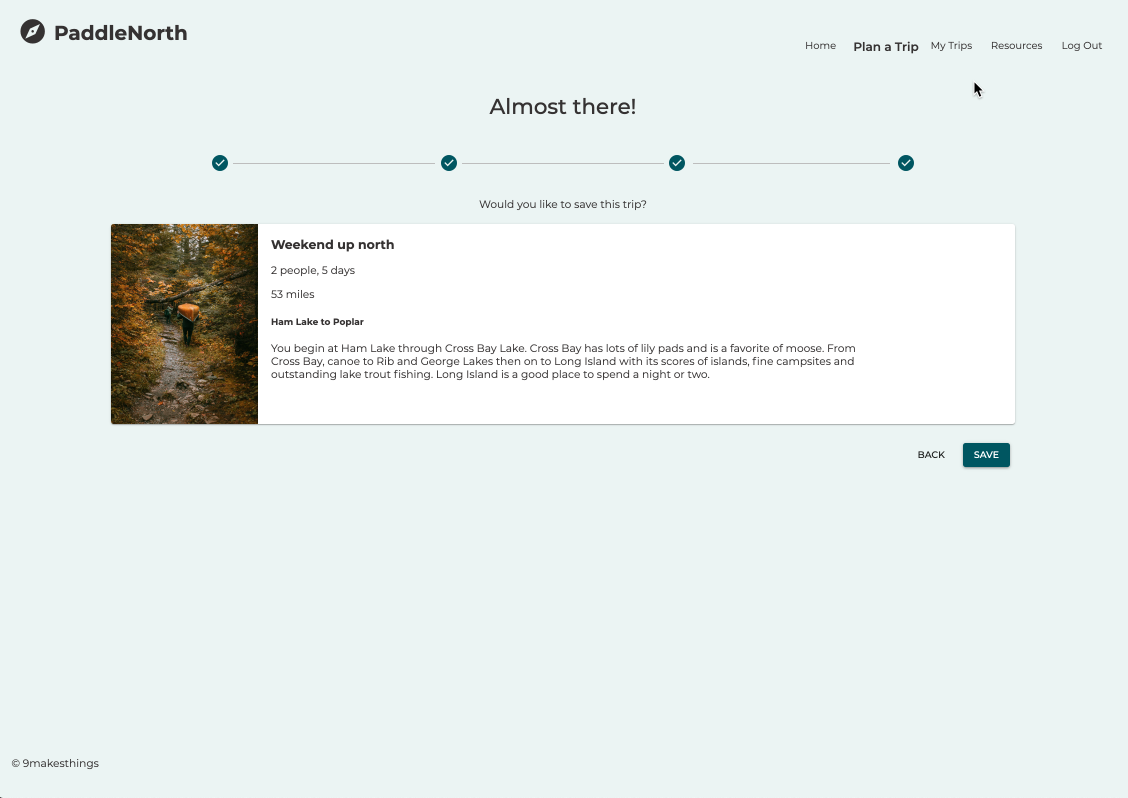 PaddleNorth
Home Plan a Trip My Trips Resources Log Out
Almost there!
Would you like to save this trip?
Weekend up north
2 people, 5 days
53 miles
Ham Lake to Poplar
You begin at Ham Lake through Cross Bay Lake. Cross Bay has lots of lily pads and is a favorite of moose. From
Cross Bay, canoe to Rib and George Lakes then on to Long Island with its scores of islands, fine campsites and
outstanding lake trout fishing. Long Island is a good place to spend a night or two.
BACK SAVE
© 9makesthings